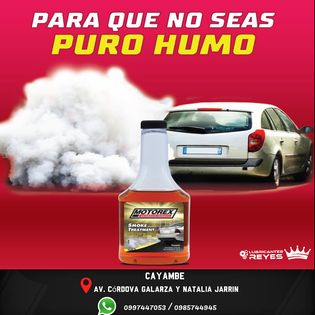 PARA QUE NO SEAS
PURO HUMO
MOTOREX
SMOKE
TREATMENT
LUBRICANTES
REYES
CAYAMBE
AV. CóRDOVA GALARZA Y NATALIA JARRIN
0997447053 / 0985744945